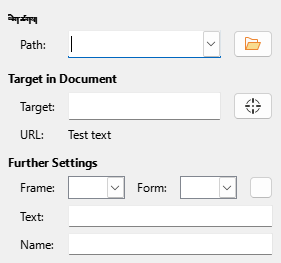 Path:
Target in Document
Target:
URL: Test text
Further Settings
Frame: Form:
Text:
Name: